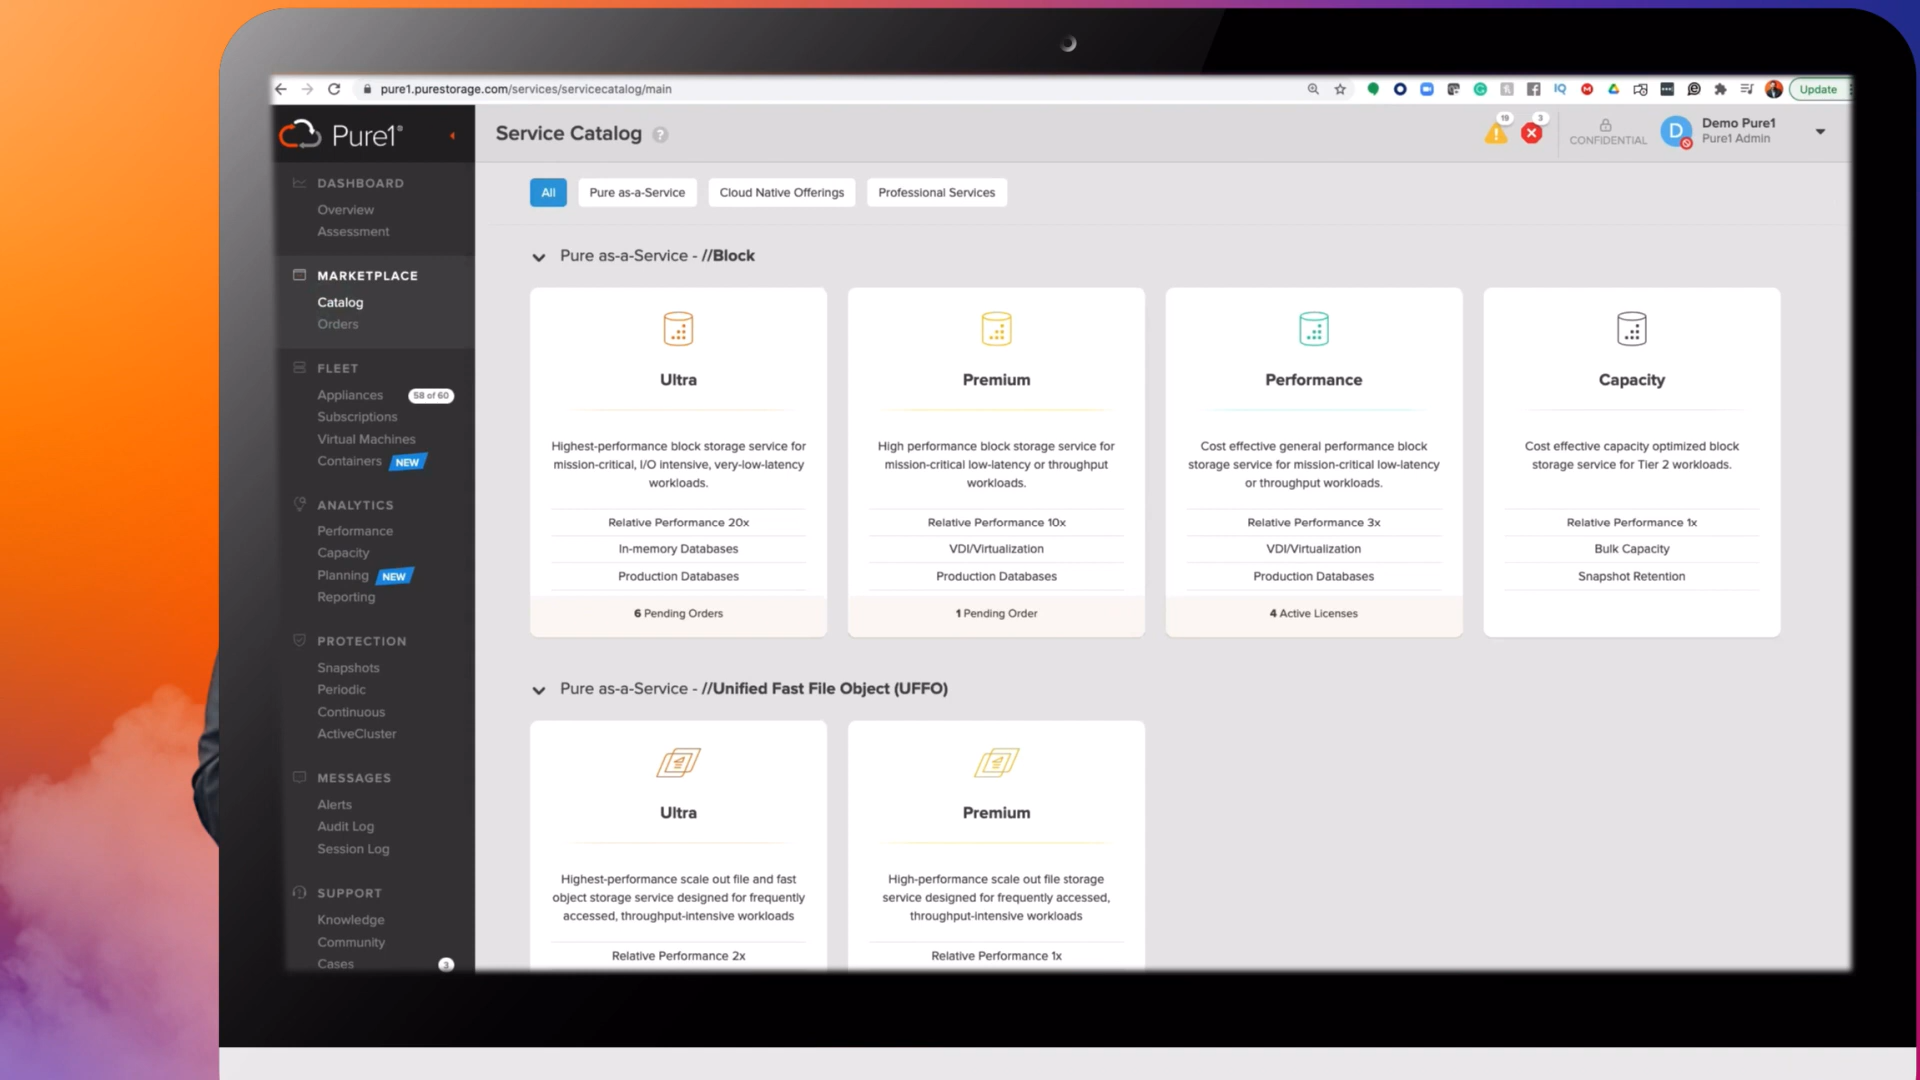 pure1.purestorage.com/services/servicecatalog/main
IQ
Update
Pure1®
Service Catalog ?
19
3
CONFIDENTIAL
D
Demo Pure1
Pure1 Admin
DASHBOARD
Overview
Assessment
MARKETPLACE
Catalog
Orders
FLEET
Appliances 58 of 60
Subscriptions
Virtual Machines
Containers NEW
ANALYTICS
Performance
Capacity
Planning NEW
Reporting
PROTECTION
Snapshots
Periodic
Continuous
ActiveCluster
MESSAGES
Alerts
Audit Log
Session Log
SUPPORT
Knowledge
Community
Cases 3
All Pure as-a-Service Cloud Native Offerings Professional Services
Pure as-a-Service - //Block
Ultra
Highest-performance block storage service for
mission-critical, I/O intensive, very-low-latency
workloads.
Relative Performance 20x
In-memory Databases
Production Databases
6 Pending Orders
Premium
High performance block storage service for
mission-critical low-latency or throughput
workloads.
Relative Performance 10x
VDI/Virtualization
Production Databases
1 Pending Order
Performance
Cost effective general performance block
storage service for mission-critical low-latency
or throughput workloads.
Relative Performance 3x
VDI/Virtualization
Production Databases
4 Active Licenses
Capacity
Cost effective capacity optimized block
storage service for Tier 2 workloads.
Relative Performance 1x
Bulk Capacity
Snapshot Retention
Pure as-a-Service - //Unified Fast File Object (UFFO)
Ultra
Highest-performance scale out file and fast
object storage service designed for frequently
accessed, throughput-intensive workloads
Relative Performance 2x
Premium
High-performance scale out file storage
service designed for frequently accessed,
throughput-intensive workloads
Relative Performance 1x